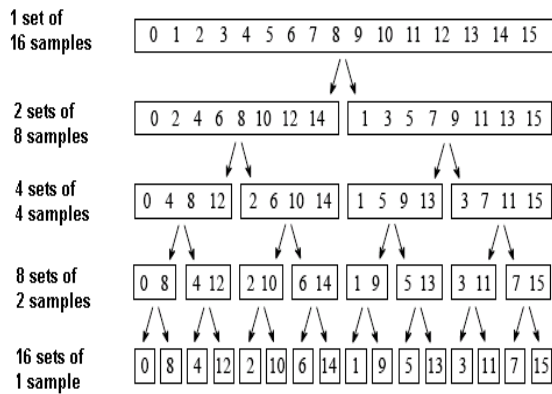 1 set of
16 samples
0 1 2 3 4 5 6 7 8 9 10 11 12 13 14 15
2 sets of
8 samples
0 2 4 6 8 10 12 14 1 3 5 7 9 11 13 15
4 sets of
4 samples
0 4 8 12 2 6 10 14 1 5 9 13 3 7 11 15
8 sets of
2 samples
0 8 4 12 2 10 6 14 1 9 5 13 3 11 7 15
16 sets of
1 sample
0 8 4 12 2 10 6 14 1 9 5 13 3 11 7 15